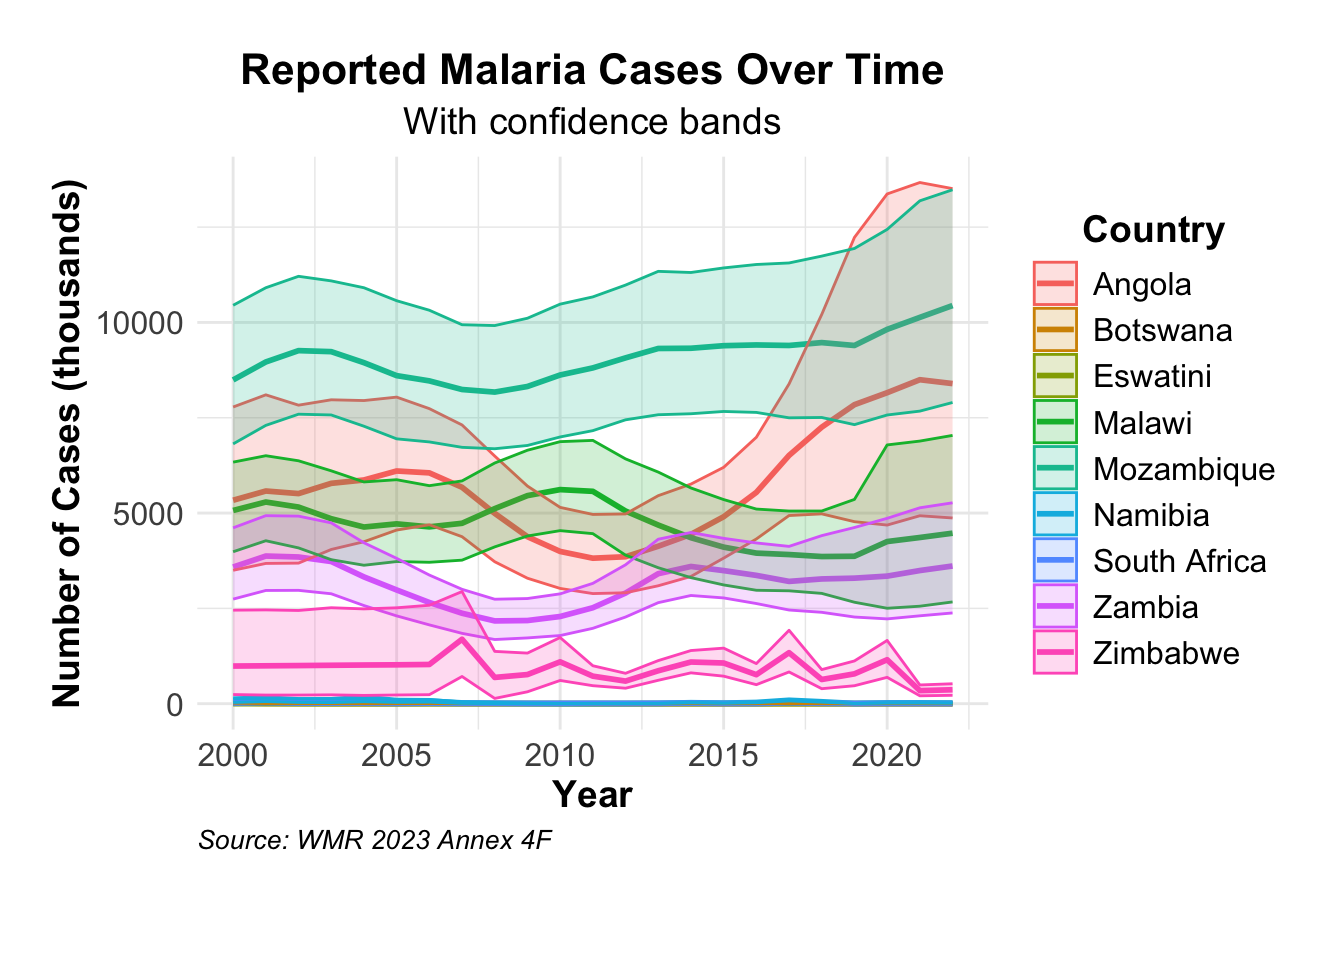 Reported Malaria Cases Over Time
With confidence bands
Number of Cases (thousands)
10000
5000
0
2000 2005 2010 2015 2020
Year
Source: WMR 2023 Annex 4F
Country
Angola
Botswana
Eswatini
Malawi
Mozambique
Namibia
South Africa
Zambia
Zimbabwe